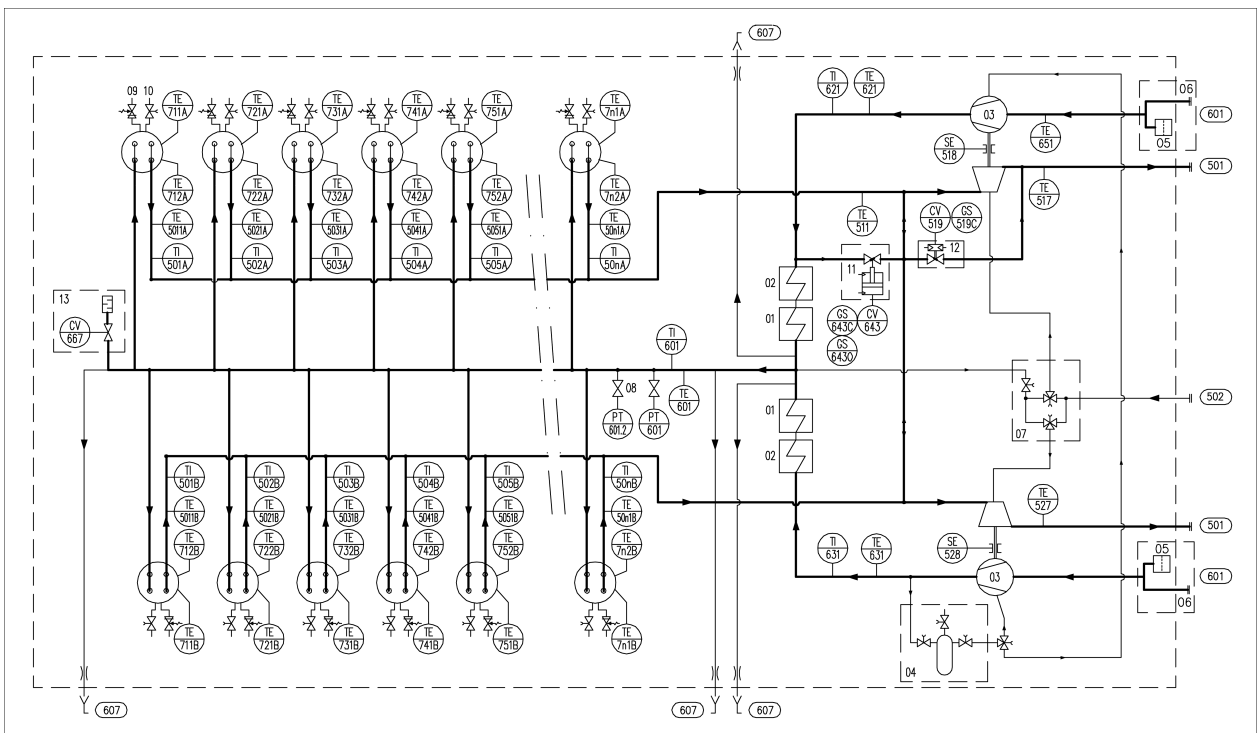 607
09 10
TE 711A
TE 721A
TE 731A
TE 741A
TE 751A
TE 7n1A
TI 621
TE 621
03
06
601
05
TE 651
SE 518
501
TE 712A
TE 722A
TE 732A
TE 742A
TE 752A
TE 7n2A
TE 517
TE 5011A
TE 5021A
TE 5031A
TE 5041A
TE 5051A
TE 50n1A
TE 511
CV 519
GS 519C
12
TI 501A
TI 502A
TI 503A
TI 504A
TI 505A
TI 50nA
11
02
13
CV 667
01
GS 643C
CV 643
GS 643O
TI 601
TE 601
08
PT 601.2
PT 601
01
02
502
07
TI 501B
TI 502B
TI 503B
TI 504B
TI 505B
TI 50nB
TE 5011B
TE 5021B
TE 5031B
TE 5041B
TE 5051B
TE 50n1B
TE 527
501
TE 712B
TE 722B
TE 732B
TE 742B
TE 752B
TE 7n2B
TI 631
TE 631
SE 528
03
05
601
06
TE 711B
TE 721B
TE 731B
TE 741B
TE 751B
TE 7n1B
04
607
607
607